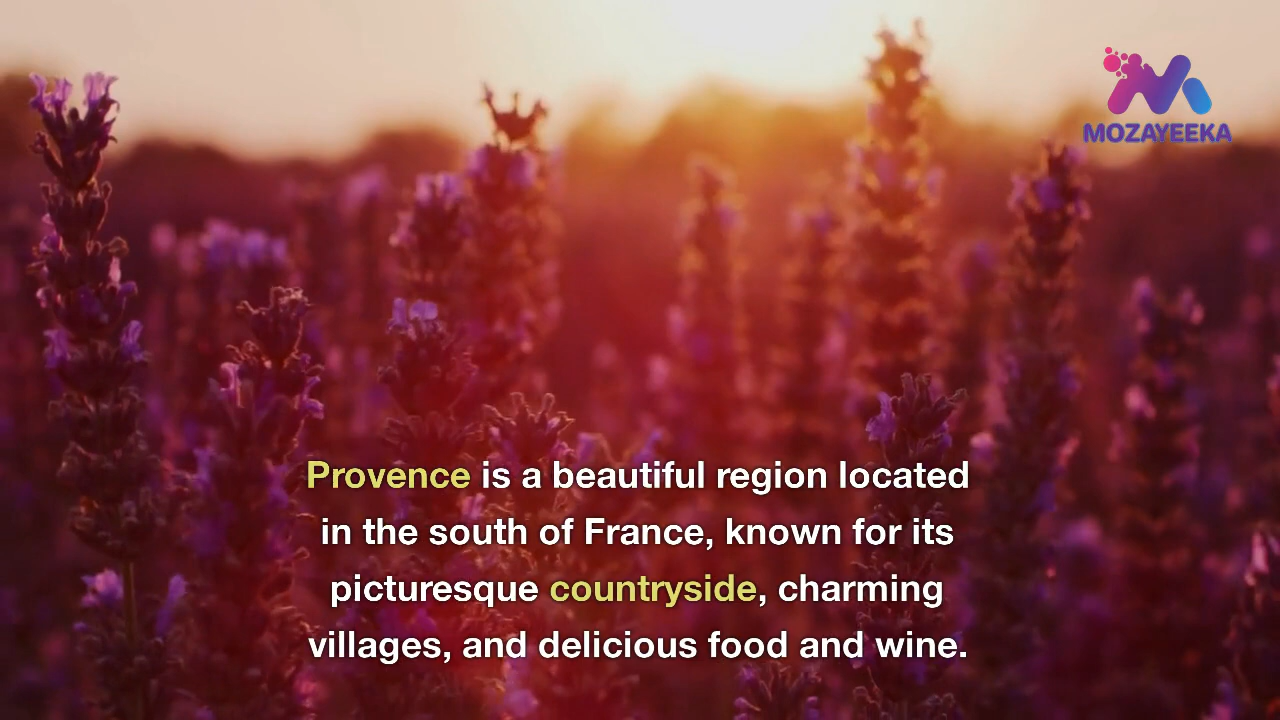 MOZAYEEKA
Provence is a beautiful region located
in the south of France, known for its
picturesque countryside, charming
villages, and delicious food and wine.